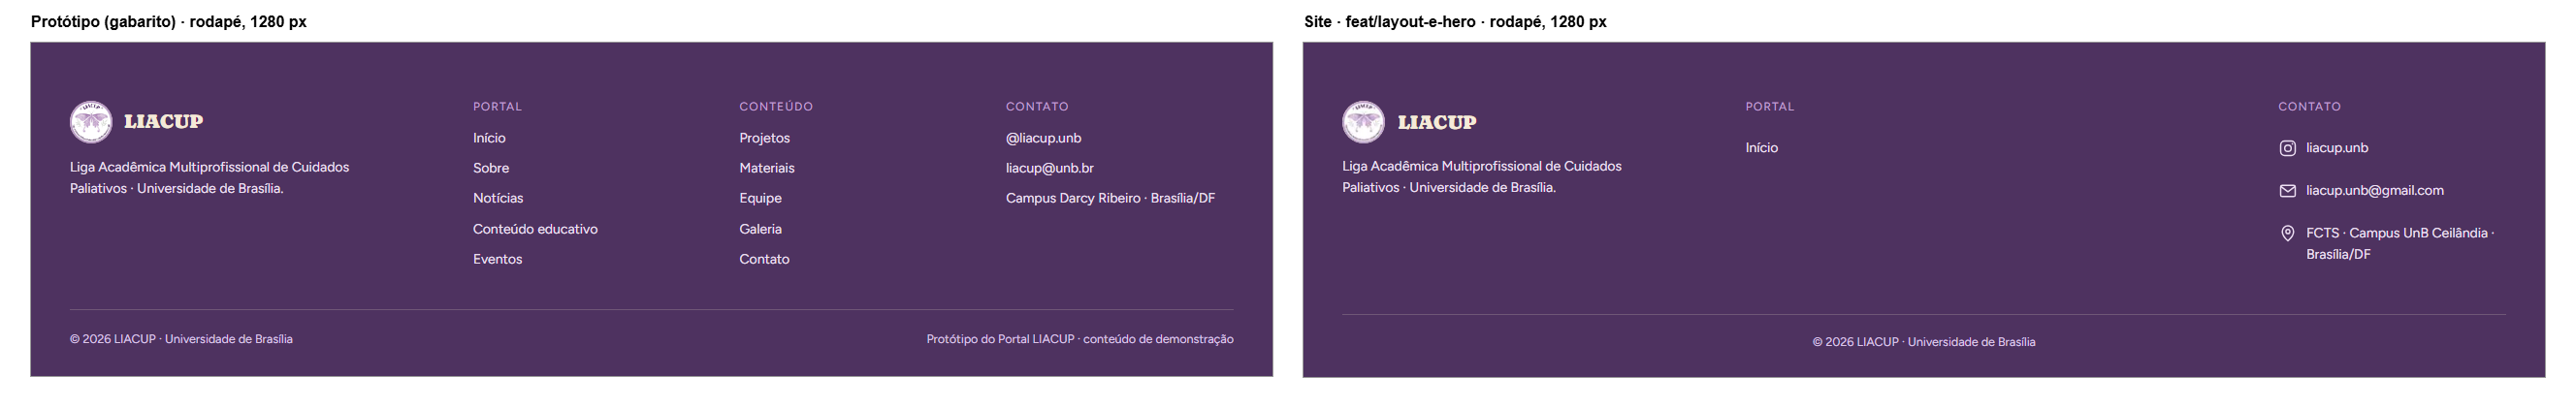 Protótipo (gabarito) · rodapé, 1280 px
LIACUP
Liga Acadêmica Multiprofissional de Cuidados
Paliativos · Universidade de Brasília.
PORTAL
Início
Sobre
Notícias
Conteúdo educativo
Eventos
CONTEÚDO
Projetos
Materiais
Equipe
Galeria
Contato
CONTATO
@liacup.unb
liacup@unb.br
Campus Darcy Ribeiro · Brasília/DF
© 2026 LIACUP · Universidade de Brasília
Protótipo do Portal LIACUP · conteúdo de demonstração
Site · feat/layout-e-hero · rodapé, 1280 px
LIACUP
Liga Acadêmica Multiprofissional de Cuidados
Paliativos · Universidade de Brasília.
PORTAL
Início
CONTATO
liacup.unb
liacup.unb@gmail.com
FCTS · Campus UnB Ceilândia ·
Brasília/DF
© 2026 LIACUP · Universidade de Brasília